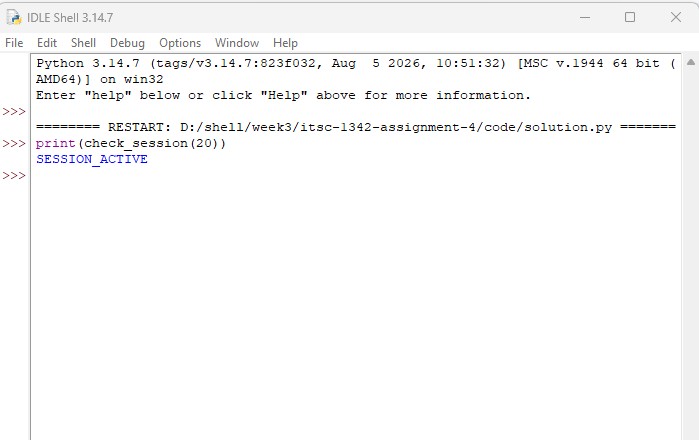 IDLE Shell 3.14.7
File Edit Shell Debug Options Window Help
Python 3.14.7 (tags/v3.14.7:823f032, Aug  5 2026, 10:51:32) [MSC v.1944 64 bit (
AMD64)] on win32
Enter "help" below or click "Help" above for more information.
>>>
======== RESTART: D:/shell/week3/itsc-1342-assignment-4/code/solution.py =======
>>> print(check_session(20))
SESSION_ACTIVE
>>>